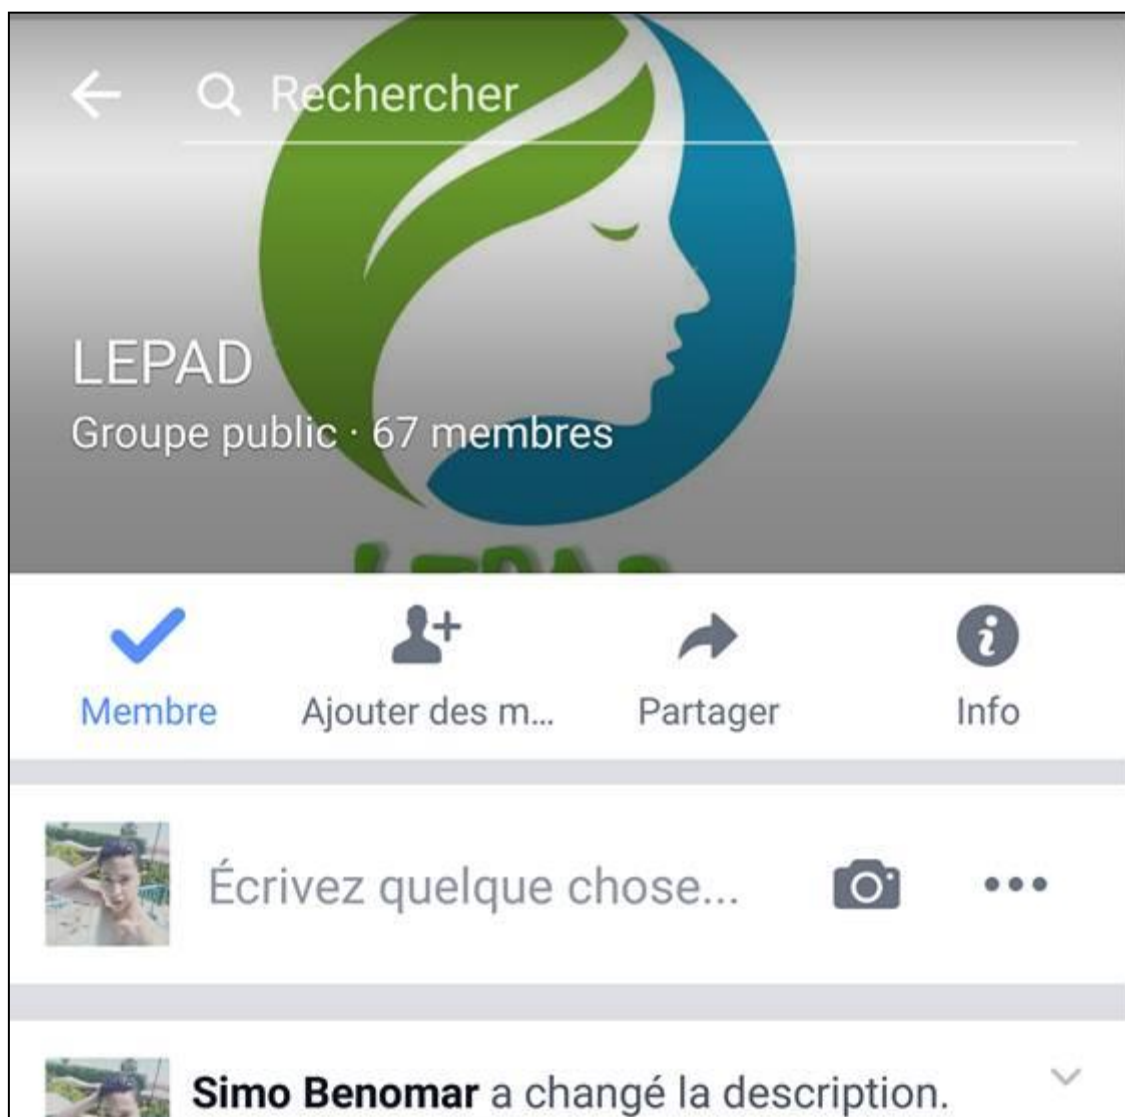 Rechercher
LEPAD
Groupe public · 67 membres
LEPAD
Membre
Ajouter des m...
Partager
Info
Écrivez quelque chose...
Simo Benomar a changé la description.